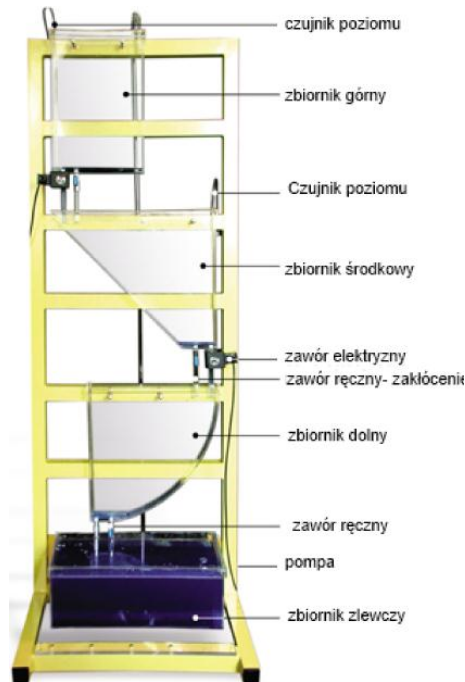 czujnik poziomu
zbiornik górny
Czujnik poziomu
zbiornik środkowy
zawór elektryzny
zawór ręczny- zakłócenie
zbiornik dolny
zawór ręczny
pompa
zbiornik zlewczy